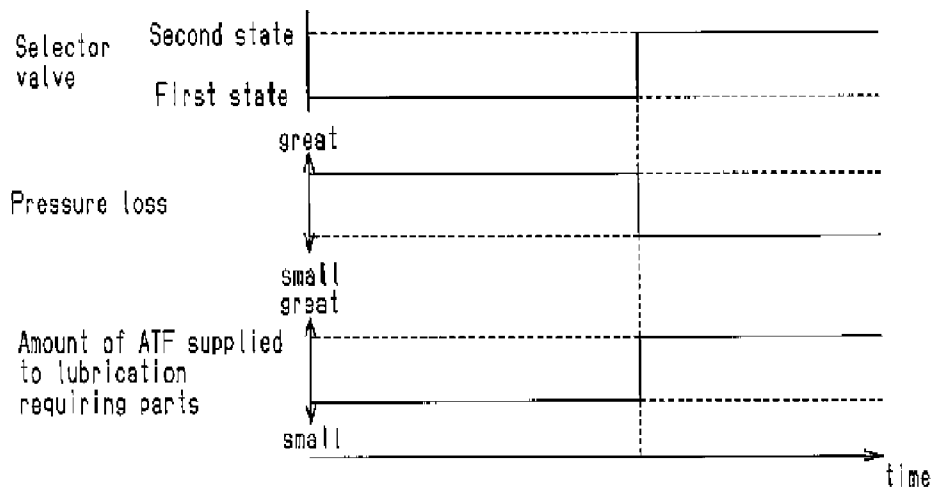 Selector
valve
Second state
First state
great
Pressure loss
small
great
Amount of ATF supplied
to lubrication
requiring parts
small
time